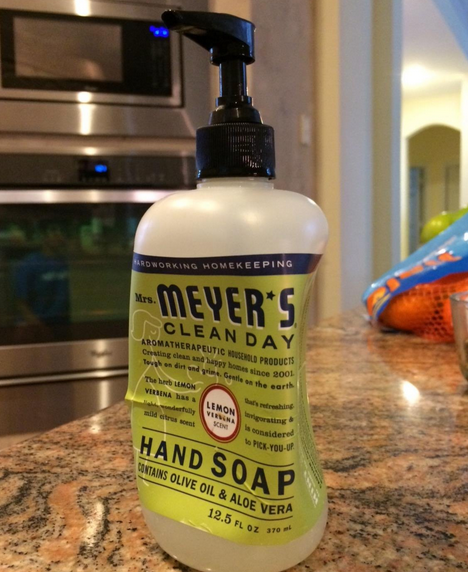 HARDWORKING HOMEKEEPING
Mrs.
MEYER'S
CLEAN DAY
AROMATHERAPEUTIC HOUSEHOLD PRODUCTS
Creating clean and happy homes since 2001.
Tough on dirt and grime. Gentle on the earth.
The herb LEMON
VERBENA has a
wonderfully
mild citrus scent
LEMON
VERBENA
SCENT
that's refreshing,
invigorating &
is considered
to PICK-YOU-UP.
HAND SOAP
CONTAINS OLIVE OIL & ALOE VERA
12.5 FL OZ 370 mL